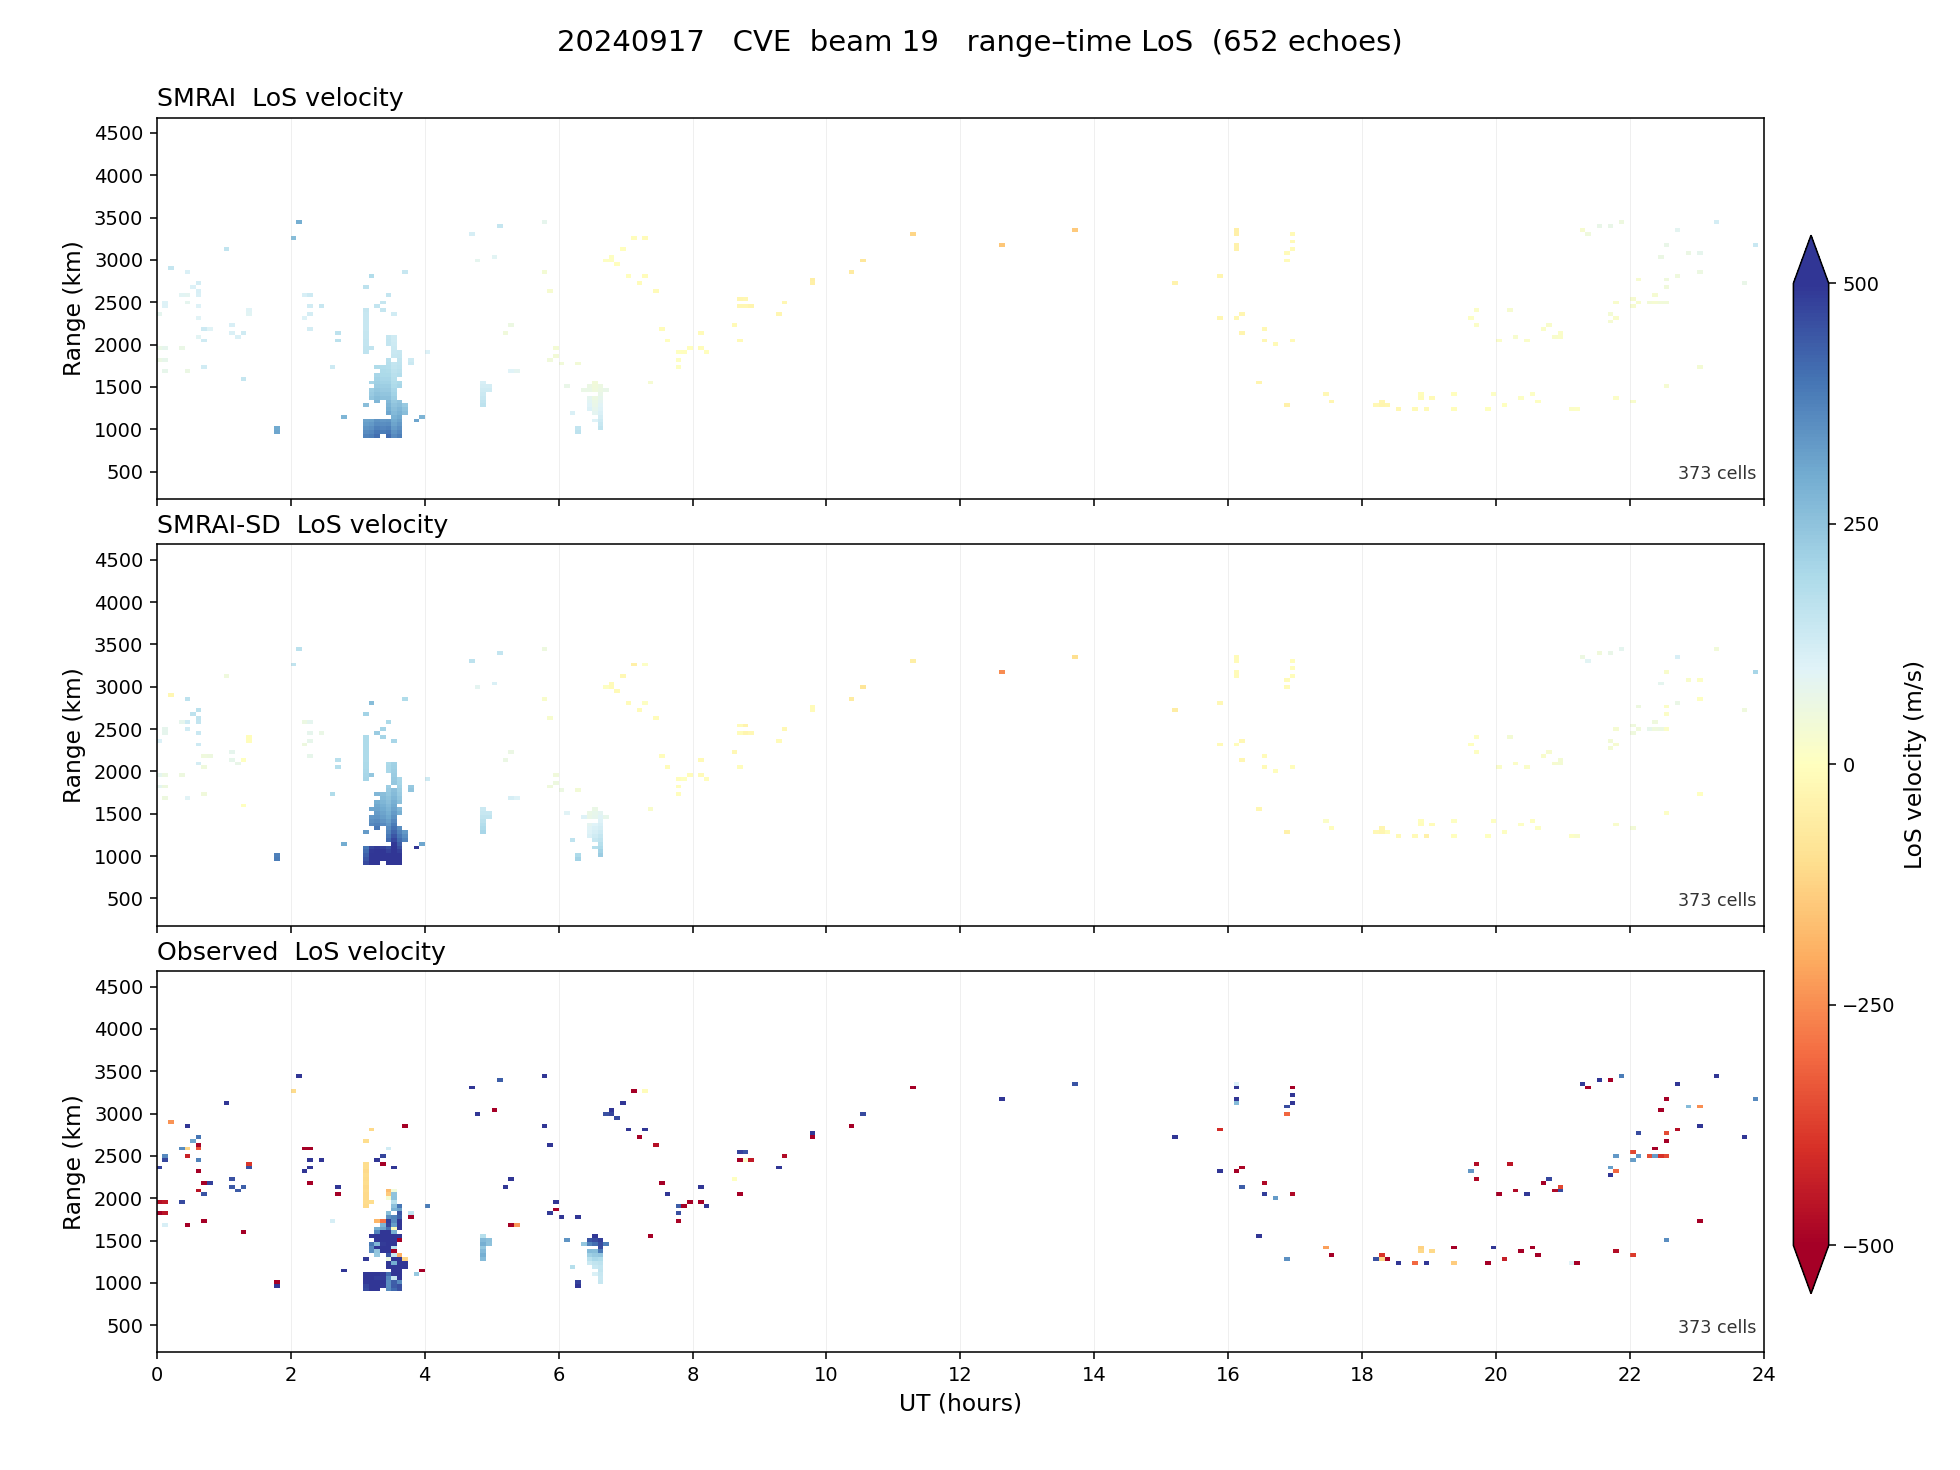 20240917   CVE  beam 19   range–time LoS  (652 echoes)
SMRAI  LoS velocity
4500
4000
3500
3000
2500
2000
1500
1000
500
Range (km)
373 cells
SMRAI-SD  LoS velocity
4500
4000
3500
3000
2500
2000
1500
1000
500
Range (km)
373 cells
Observed  LoS velocity
4500
4000
3500
3000
2500
2000
1500
1000
500
Range (km)
373 cells
0 2 4 6 8 10 12 14 16 18 20 22 24
UT (hours)
500
250
0
−250
−500
LoS velocity (m/s)